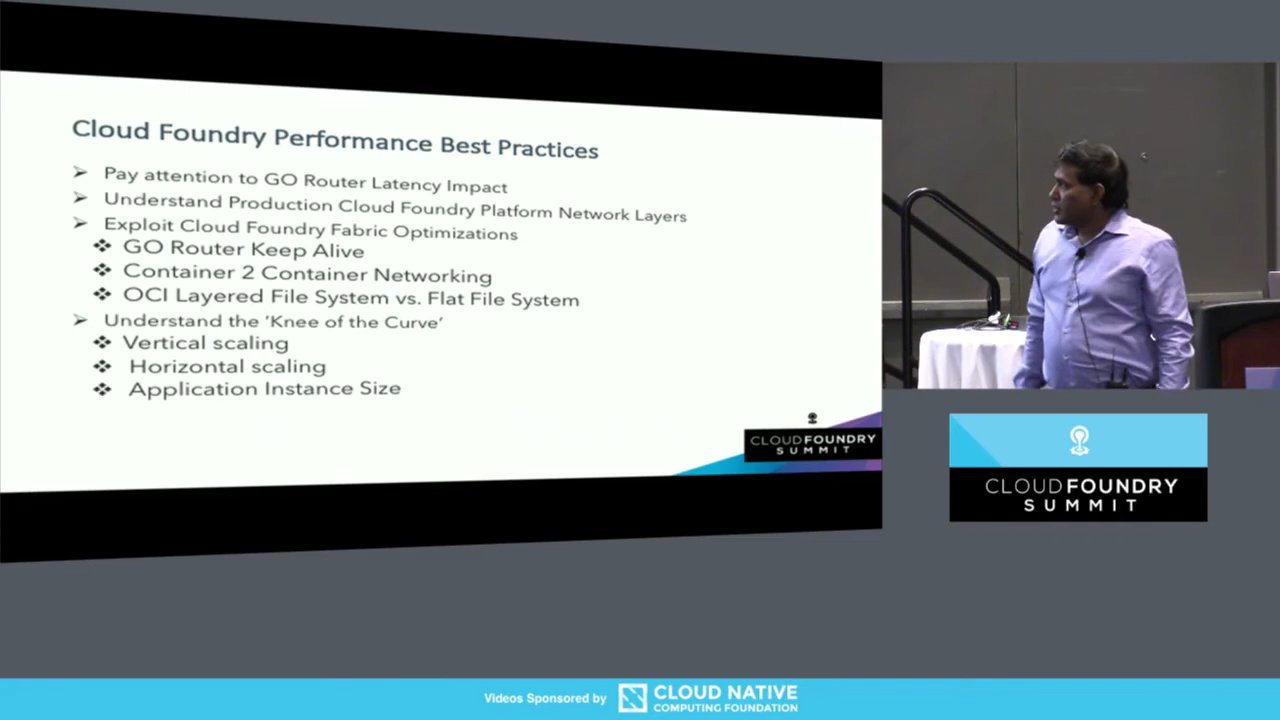 Cloud Foundry Performance Best Practices
Pay attention to GO Router Latency Impact
Understand Production Cloud Foundry Platform Network Layers
Exploit Cloud Foundry Fabric Optimizations
GO Router Keep Alive
Container 2 Container Networking
OCI Layered File System vs. Flat File System
Understand the ‘Knee of the Curve’
Vertical scaling
Horizontal scaling
Application Instance Size
CLOUDFOUNDRY
SUMMIT
CLOUDFOUNDRY
SUMMIT
Videos Sponsored by
CLOUD NATIVE
COMPUTING FOUNDATION